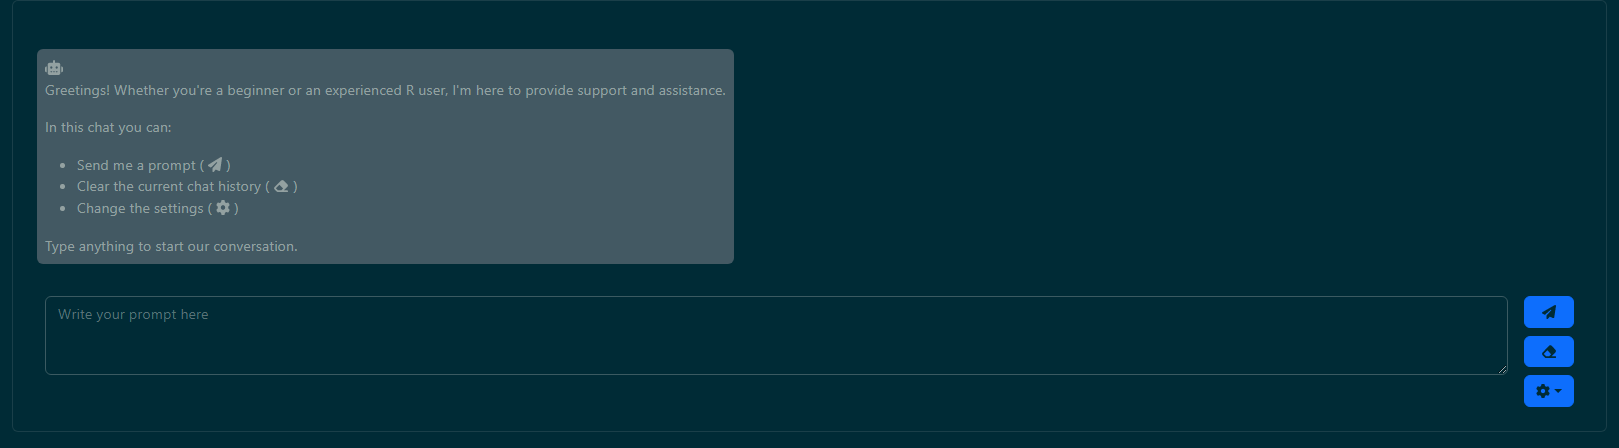 Greetings! Whether you're a beginner or an experienced R user, I'm here to provide support and assistance.
In this chat you can:
• Send me a prompt ( )
• Clear the current chat history ( )
• Change the settings ( )
Type anything to start our conversation.
Write your prompt here